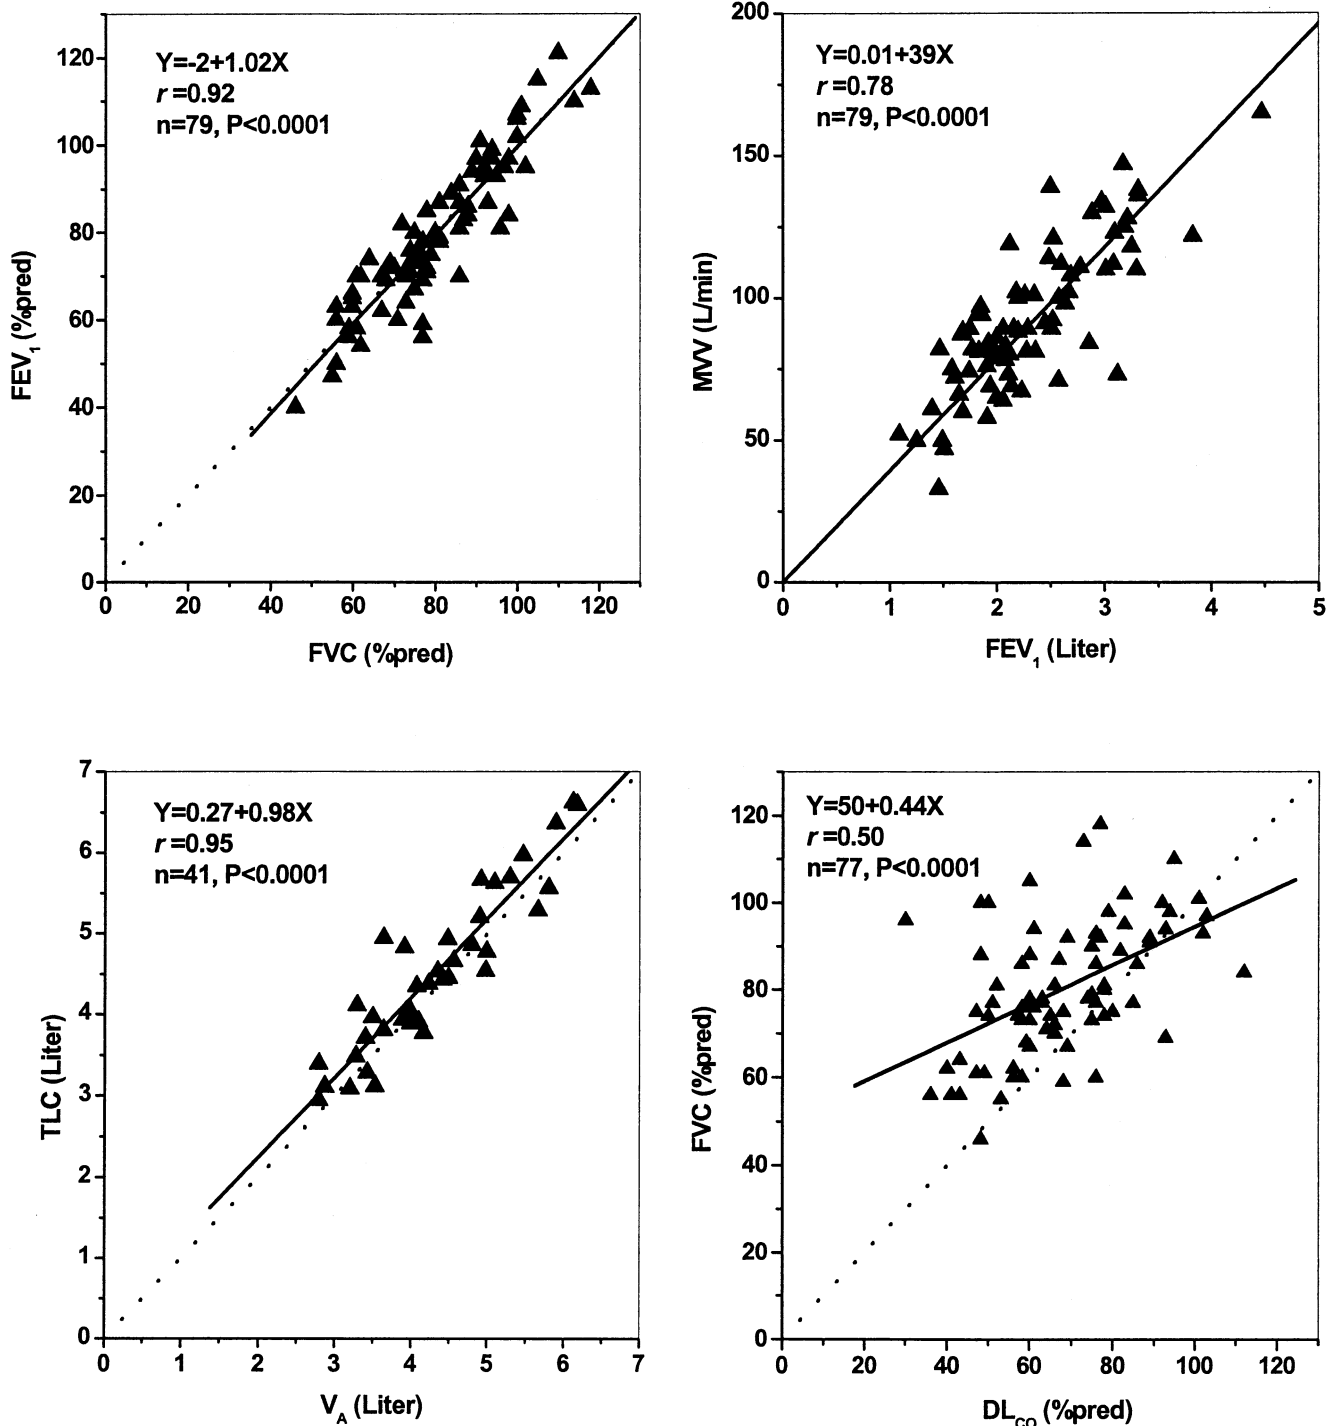 Y=-2+1.02X
r=0.92
n=79, P<0.0001
120
100
80
60
40
20
0
0 20 40 60 80 100 120
FEV1 (%pred)
FVC (%pred)
Y=0.01+39X
r=0.78
n=79, P<0.0001
200
150
100
50
0
0 1 2 3 4 5
MVV (L/min)
FEV1 (Liter)
Y=0.27+0.98X
r=0.95
n=41, P<0.0001
7
6
5
4
3
2
1
0
0 1 2 3 4 5 6 7
TLC (Liter)
VA (Liter)
Y=50+0.44X
r=0.50
n=77, P<0.0001
120
100
80
60
40
20
0
0 20 40 60 80 100 120
FVC (%pred)
DLCO (%pred)